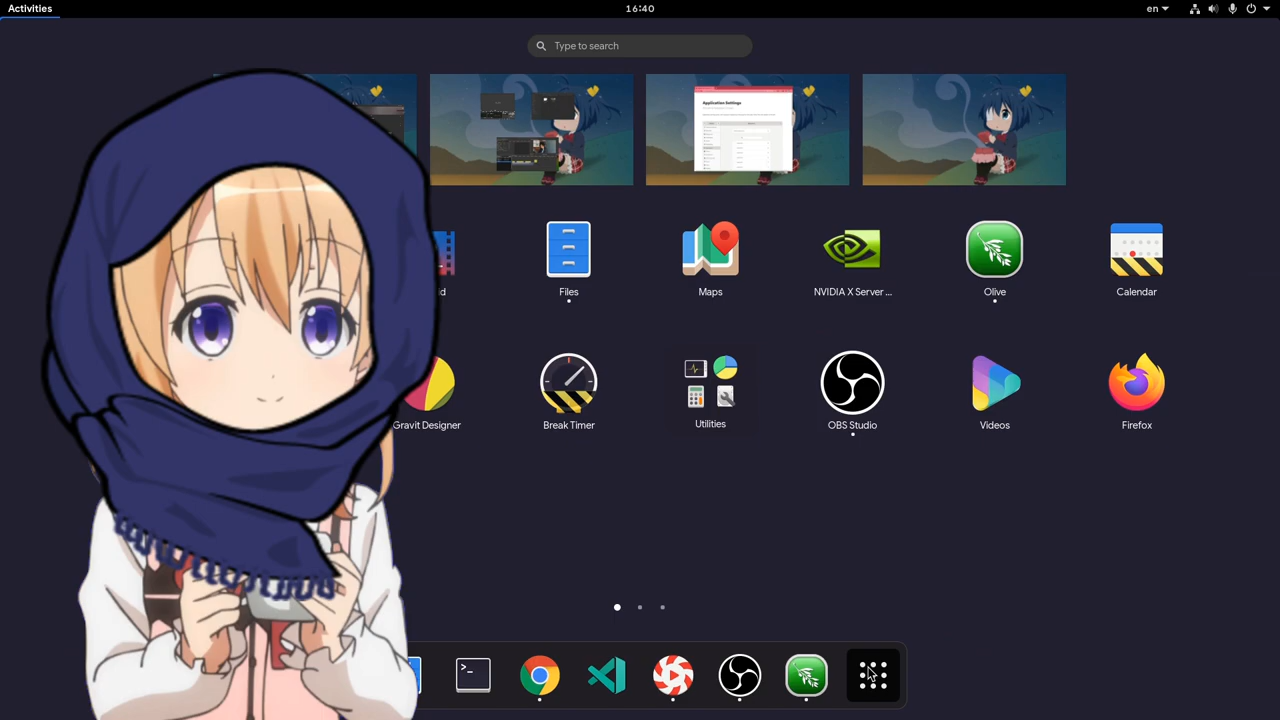 Activities
16:40
en
Type to search
Application Settings
Files
Maps
NVIDIA X Server ...
Olive
Calendar
Gravit Designer
Break Timer
Utilities
OBS Studio
Videos
Firefox
>_